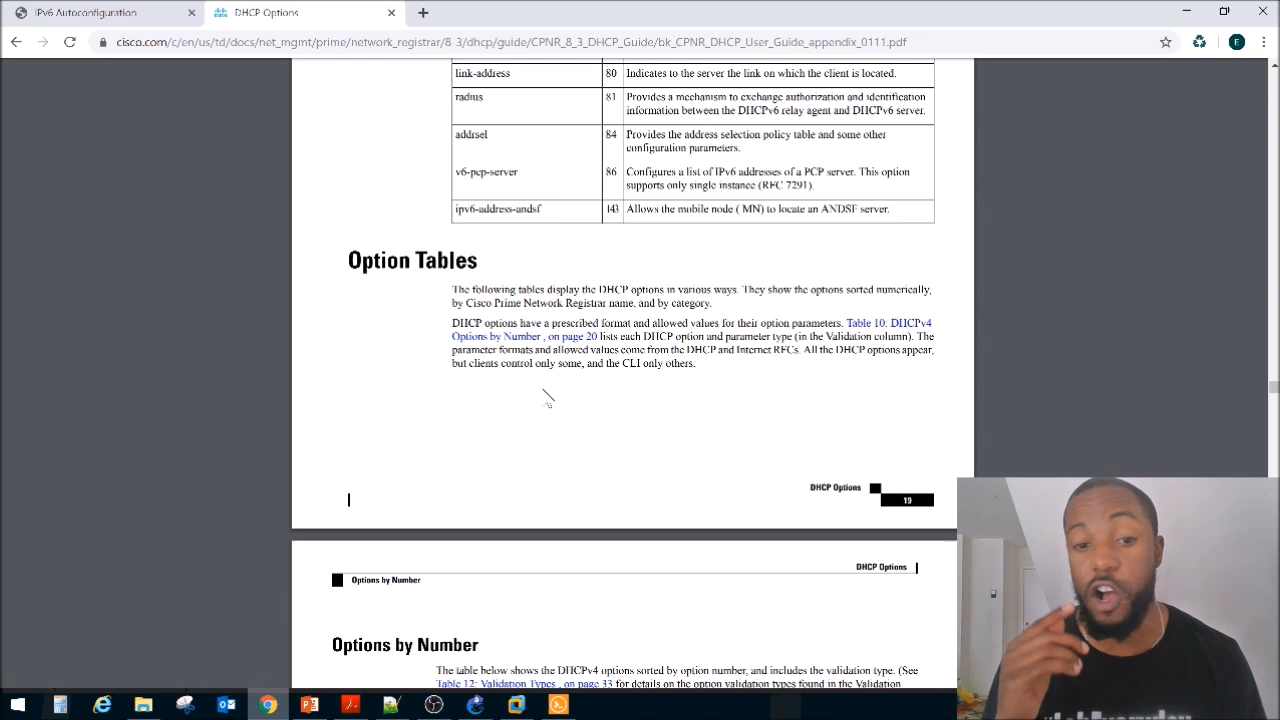 IPv6 Autoconfiguration
DHCP Options
cisco.com/c/en/us/td/docs/net_mgmt/prime/network_registrar/8-3/dhcp/guide/CPNR_8_3_DHCP_Guide/bk_CPNR_DHCP_User_Guide_appendix_0111.pdf
E
link-address 80 Indicates to the server the link on which the client is located.
radius 81 Provides a mechanism to exchange authorization and identification
information between the DHCPv6 relay agent and DHCPv6 server.
addrsel 84 Provides the address selection policy table and some other
configuration parameters.
v6-pcp-server 86 Configures a list of IPv6 addresses of a PCP server. This option
supports only single instance (RFC 7291).
ipv6-address-andsf 143 Allows the mobile node ( MN) to locate an ANDSF server.
Option Tables
The following tables display the DHCP options in various ways. They show the options sorted numerically,
by Cisco Prime Network Registrar name, and by category.
DHCP options have a prescribed format and allowed values for their option parameters. Table 10: DHCPv4
Options by Number , on page 20 lists each DHCP option and parameter type (in the Validation column). The
parameter formats and allowed values come from the DHCP and Internet RFCs. All the DHCP options appear,
but clients control only some, and the CLI only others.
DHCP Options
19
DHCP Options
Options by Number
Options by Number
The table below shows the DHCPv4 options sorted by option number, and includes the validation type. (See
Table 12: Validation Types , on page 33 for details on the option validation types found in the Validation